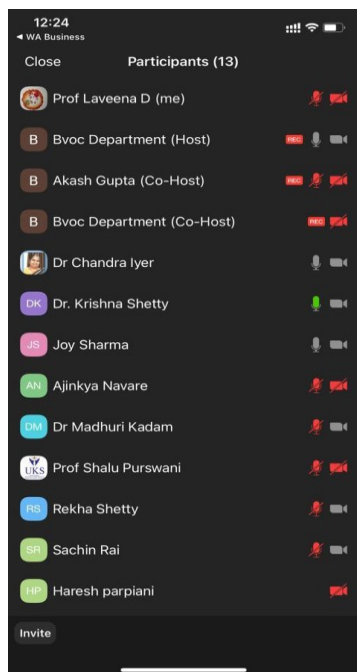 12:24
◀ WA Business
Close Participants (13)
Prof Laveena D (me)
B Bvoc Department (Host) REC
B Akash Gupta (Co-Host) REC
B Bvoc Department (Co-Host) REC
Dr Chandra Iyer
DK Dr. Krishna Shetty
JS Joy Sharma
AN Ajinkya Navare
DM Dr Madhuri Kadam
UKS Prof Shalu Purswani
RS Rekha Shetty
SR Sachin Rai
HP Haresh parpiani
Invite